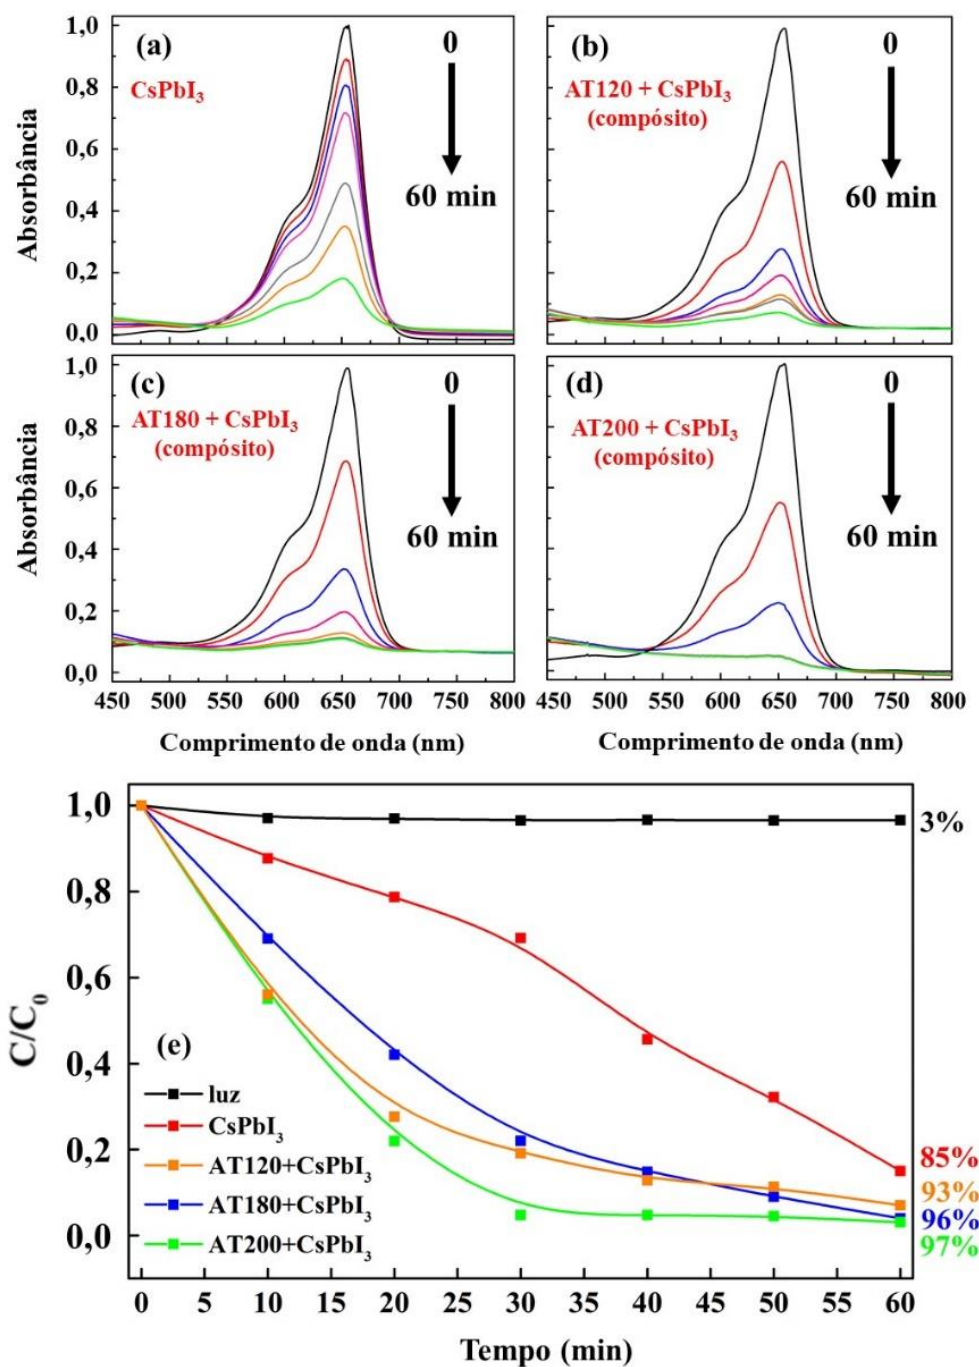 (a)
CsPbI₃
0
60 min
(b)
AT120 + CsPbI₃
(compósito)
0
60 min
Absorbância
1,0
0,8
0,6
0,4
0,2
0,0
(c)
AT180 + CsPbI₃
(compósito)
0
60 min
(d)
AT200 + CsPbI₃
(compósito)
0
60 min
Absorbância
1,0
0,8
0,6
0,4
0,2
0,0
450 500 550 600 650 700 750 800
450 500 550 600 650 700 750 800
Comprimento de onda (nm)
Comprimento de onda (nm)
C/C₀
1,0
0,8
0,6
0,4
0,2
0,0
(e)
luz
CsPbI₃
AT120+CsPbI₃
AT180+CsPbI₃
AT200+CsPbI₃
3%
85%
93%
96%
97%
0 5 10 15 20 25 30 35 40 45 50 55 60
Tempo (min)